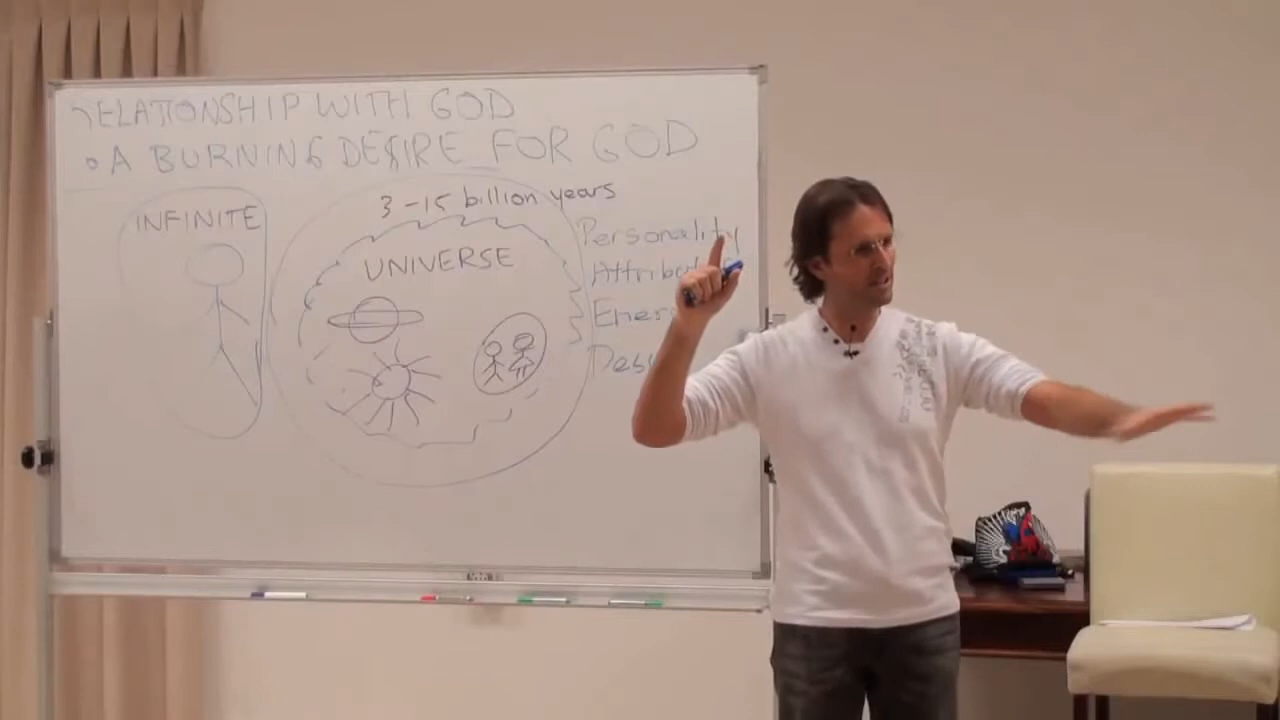 RELATIONSHIP WITH GOD
• A BURNING DESIRE FOR GOD
INFINITE
3-15 billion years
UNIVERSE
Personality